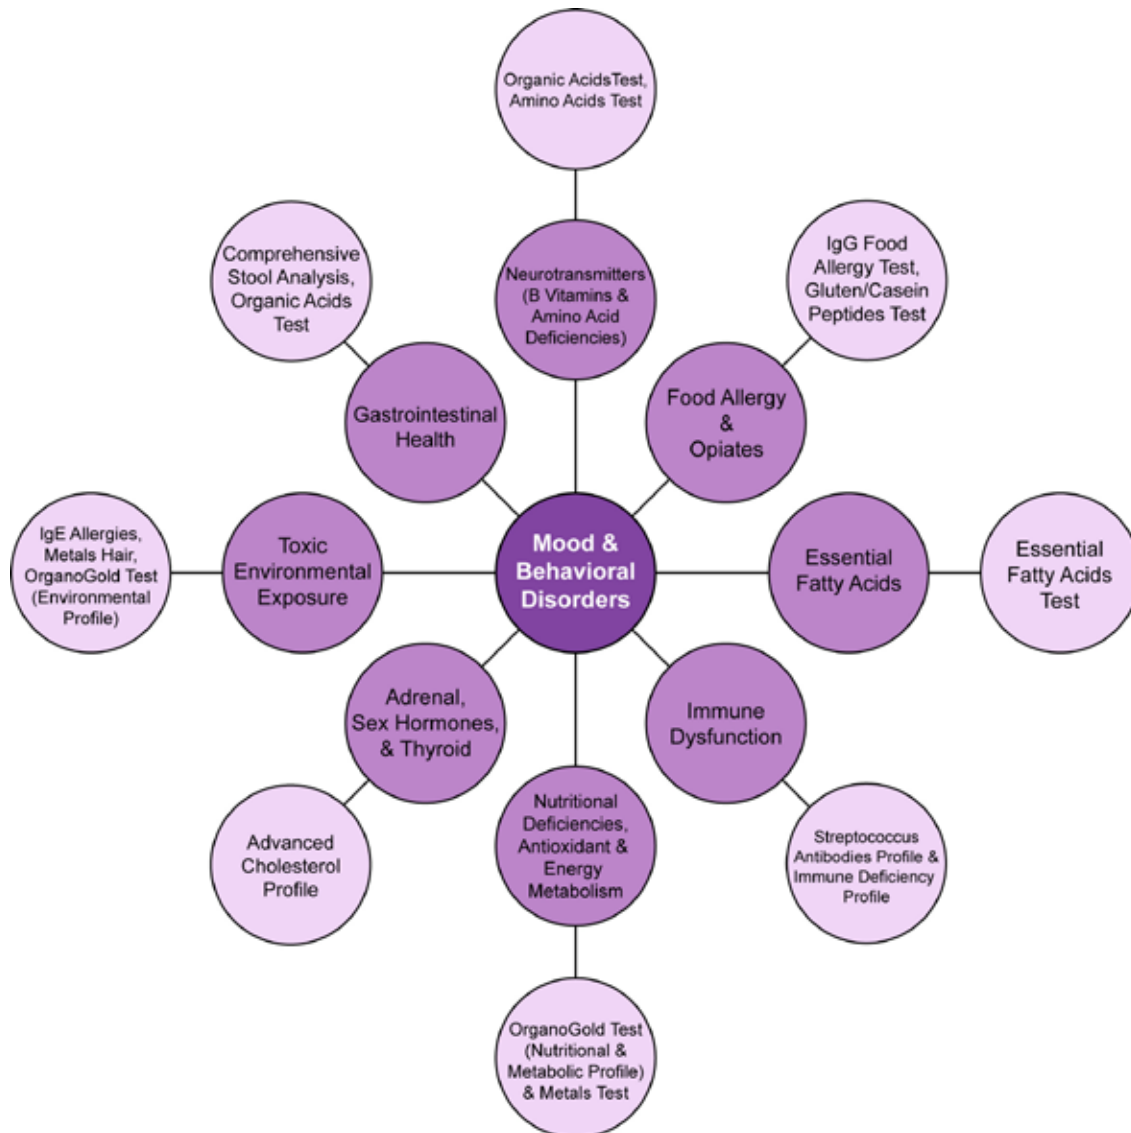 Organic AcidsTest,
Amino Acids Test
Comprehensive
Stool Analysis,
Organic Acids
Test
IgG Food
Allergy Test,
Gluten/Casein
Peptides Test
Neurotransmitters
(B Vitamins &
Amino Acid
Deficiencies)
Gastrointestinal
Health
Food Allergy
&
Opiates
IgE Allergies,
Metals Hair,
OrganoGold Test
(Environmental
Profile)
Toxic
Environmental
Exposure
Mood &
Behavioral
Disorders
Essential
Fatty Acids
Essential
Fatty Acids
Test
Adrenal,
Sex Hormones,
& Thyroid
Immune
Dysfunction
Advanced
Cholesterol
Profile
Nutritional
Deficiencies,
Antioxidant &
Energy
Metabolism
Streptococcus
Antibodies Profile &
Immune Deficiency
Profile
OrganoGold Test
(Nutritional &
Metabolic Profile)
& Metals Test